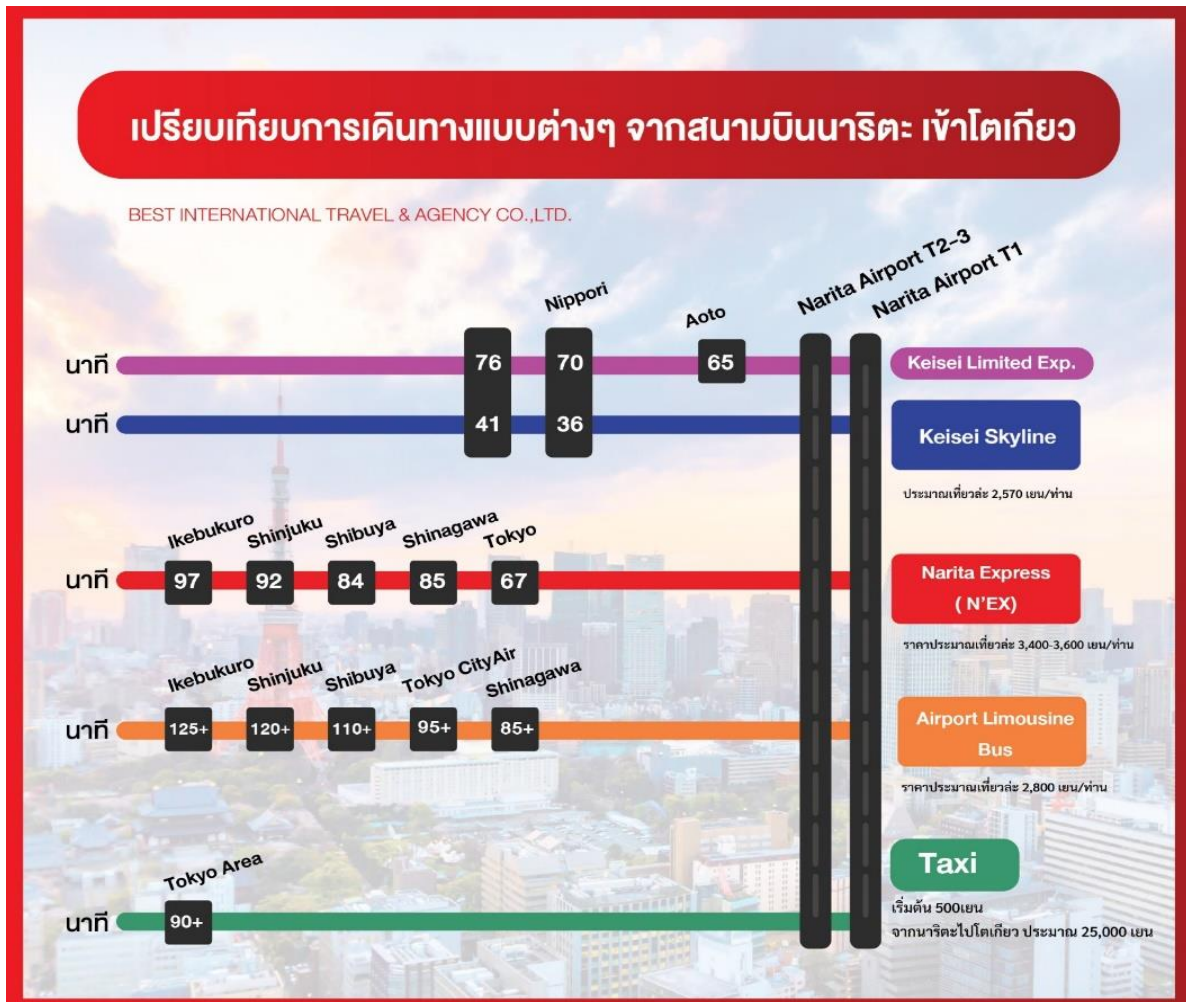 เปรียบเทียบการเดินทางแบบต่างๆ จากสนามบินนาริตะ เข้าโตเกียว
BEST INTERNATIONAL TRAVEL & AGENCY CO.,LTD.
Nippori
Aoto
Narita Airport T2-3
Narita Airport T1
นาที 76 70 65 Keisei Limited Exp.
นาที 41 36 Keisei Skyline
ประมาณเที่ยวล่ะ 2,570 เยน/ท่าน
Ikebukuro Shinjuku Shibuya Shinagawa Tokyo
นาที 97 92 84 85 67
Narita Express
( N'EX)
ราคาประมาณเที่ยวล่ะ 3,400-3,600 เยน/ท่าน
Ikebukuro Shinjuku Shibuya Tokyo CityAir Shinagawa
นาที 125+ 120+ 110+ 95+ 85+
Airport Limousine
Bus
ราคาประมาณเที่ยวล่ะ 2,800 เยน/ท่าน
Tokyo Area
นาที 90+
Taxi
เริ่มต้น 500เยน
จากนาริตะไปโตเกียว ประมาณ 25,000 เยน